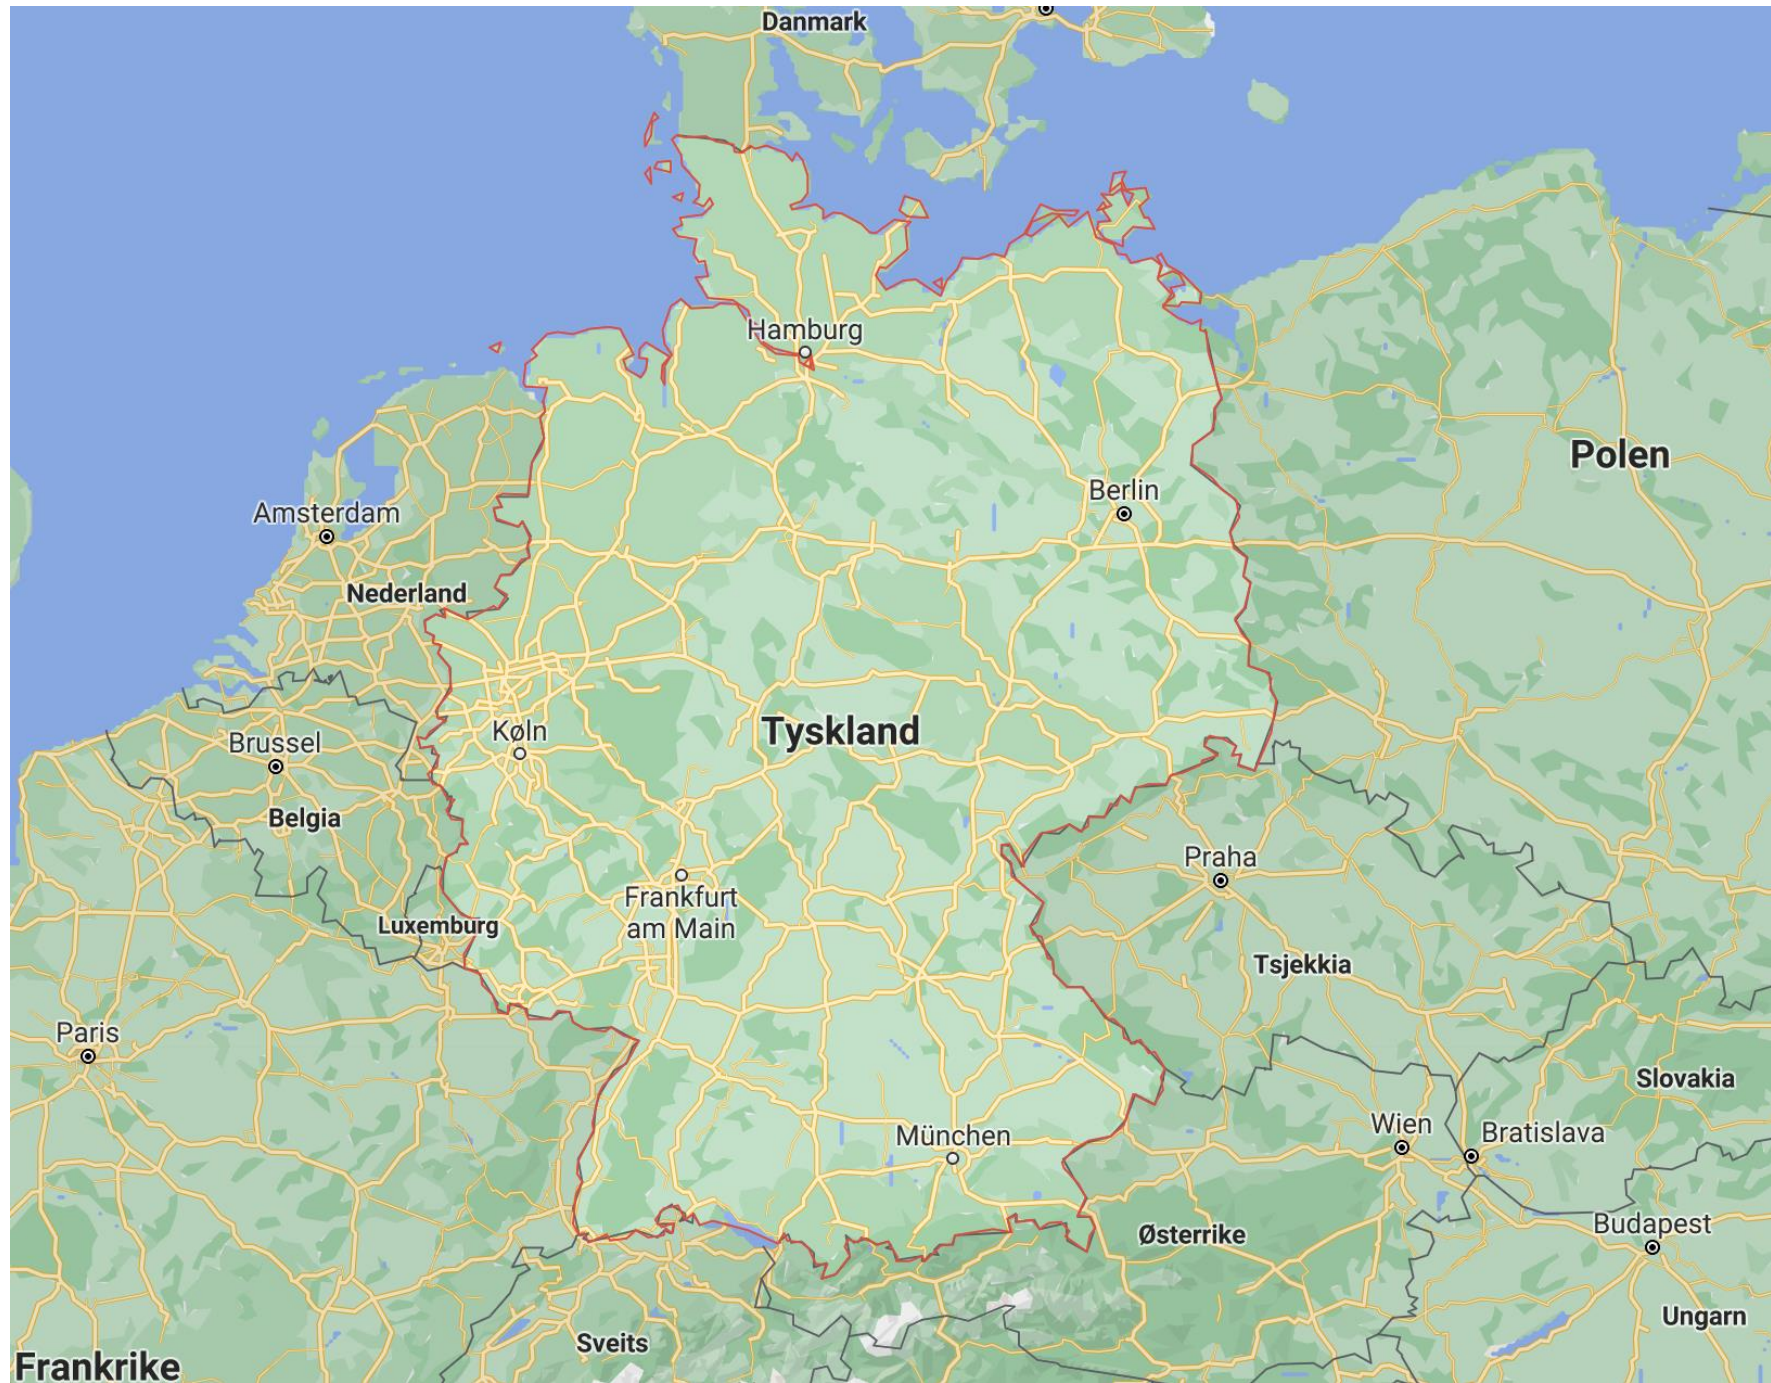 Danmark
Hamburg
Polen
Berlin
Amsterdam
Nederland
Køln
Tyskland
Brussel
Belgia
Praha
Frankfurt
am Main
Luxemburg
Tsjekkia
Paris
Slovakia
Wien
Bratislava
München
Budapest
Østerrike
Ungarn
Sveits
Frankrike